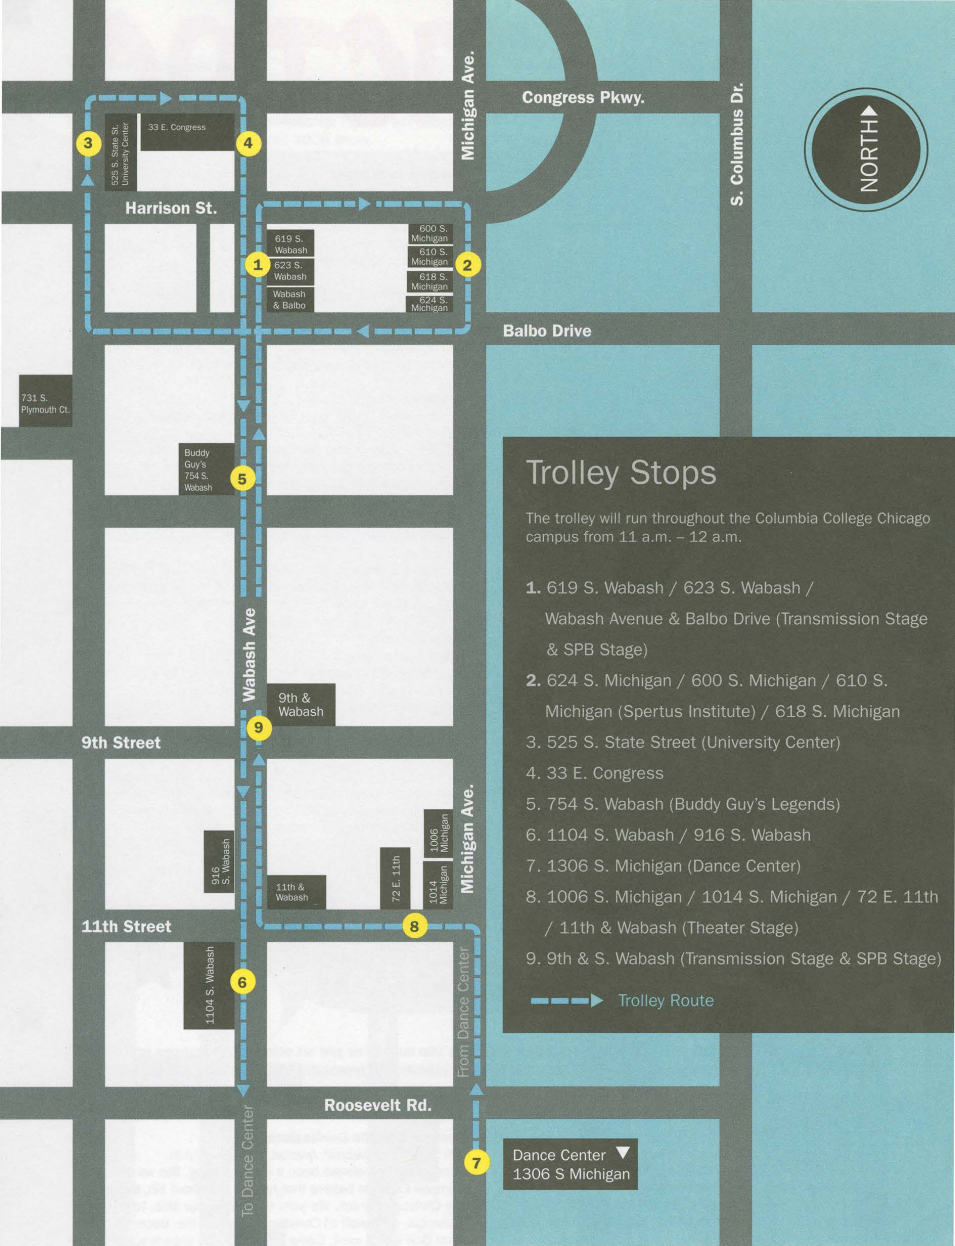 Michigan Ave.
Congress Pkwy.
S. Columbus Dr.
NORTH
3
525 S. State St.
University Center
33 E. Congress
4
Harrison St.
619 S.
Wabash
1
623 S.
Wabash
Wabash
& Balbo
600 S.
Michigan
610 S.
Michigan
2
618 S.
Michigan
624 S.
Michigan
Balbo Drive
731 S.
Plymouth Ct.
Buddy
Guy's
754 S.
Wabash
5
Wabash Ave
9th &
Wabash
9
9th Street
916
S. Wabash
11th &
Wabash
72 E. 11th
1006
Michigan
1014
Michigan
Michigan Ave.
11th Street
8
1104 S. Wabash
6
From Dance Center
Roosevelt Rd.
To Dance Center
7
Dance Center
1306 S Michigan
Trolley Stops
The trolley will run throughout the Columbia College Chicago
campus from 11 a.m. – 12 a.m.
1. 619 S. Wabash / 623 S. Wabash /
Wabash Avenue & Balbo Drive (Transmission Stage
& SPB Stage)
2. 624 S. Michigan / 600 S. Michigan / 610 S.
Michigan (Spertus Institute) / 618 S. Michigan
3. 525 S. State Street (University Center)
4. 33 E. Congress
5. 754 S. Wabash (Buddy Guy's Legends)
6. 1104 S. Wabash / 916 S. Wabash
7. 1306 S. Michigan (Dance Center)
8. 1006 S. Michigan / 1014 S. Michigan / 72 E. 11th
/ 11th & Wabash (Theater Stage)
9. 9th & S. Wabash (Transmission Stage & SPB Stage)
Trolley Route